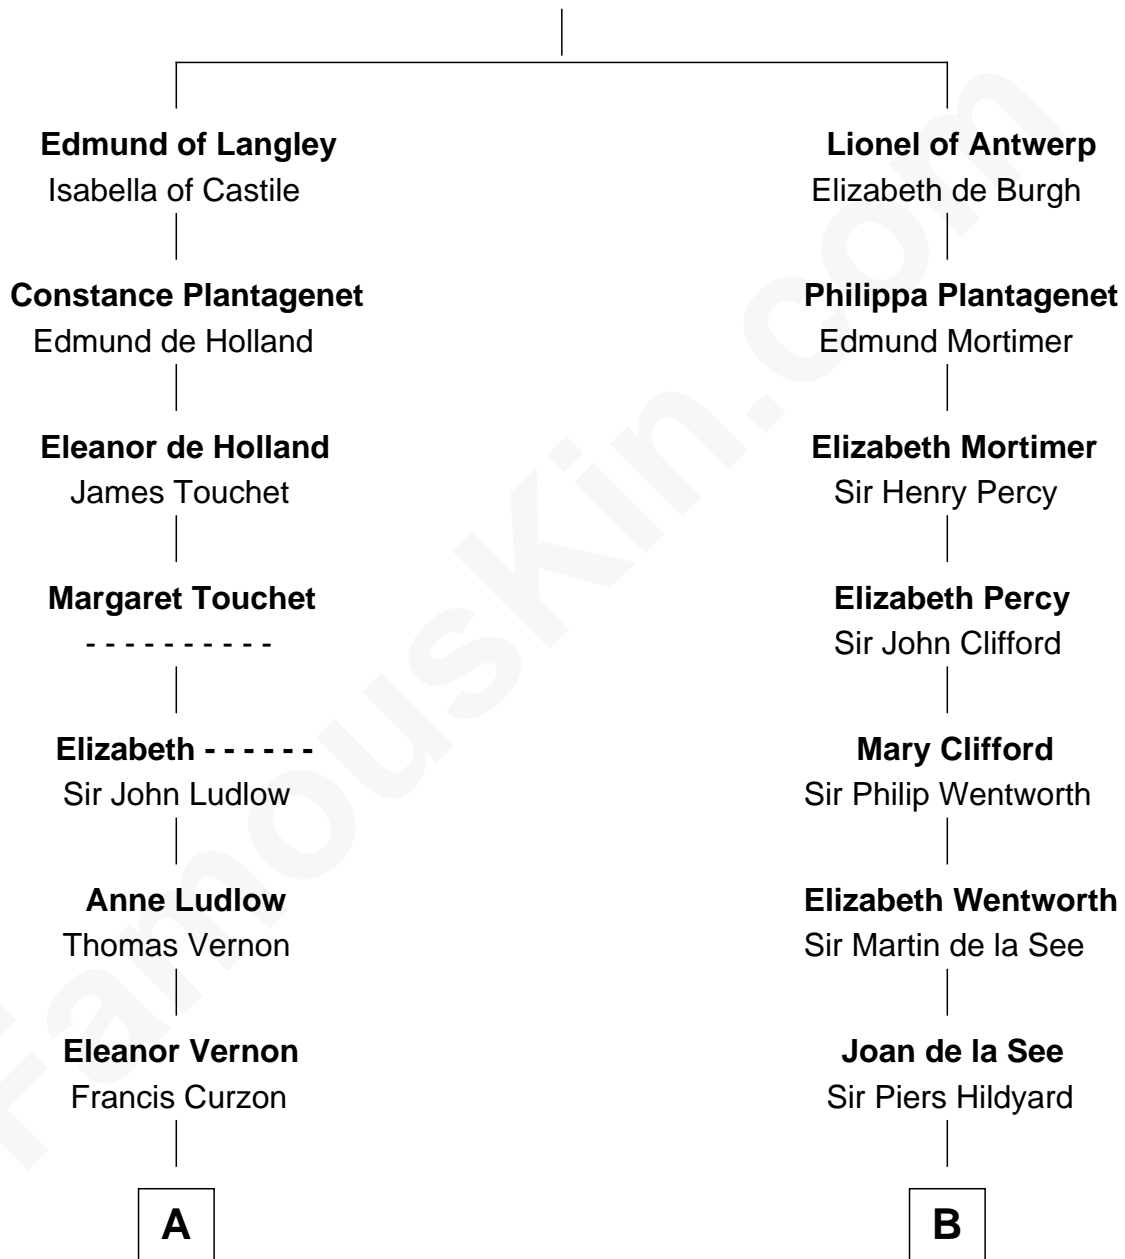 Edmund of Langley
Isabella of Castile
Constance Plantagenet
Edmund de Holland
Eleanor de Holland
James Touchet
Margaret Touchet
- - - - - - - - - -
Elizabeth - - - - - -
Sir John Ludlow
Anne Ludlow
Thomas Vernon
Eleanor Vernon
Francis Curzon
A
Lionel of Antwerp
Elizabeth de Burgh
Philippa Plantagenet
Edmund Mortimer
Elizabeth Mortimer
Sir Henry Percy
Elizabeth Percy
Sir John Clifford
Mary Clifford
Sir Philip Wentworth
Elizabeth Wentworth
Sir Martin de la See
Joan de la See
Sir Piers Hildyard
B
FamousKin.com